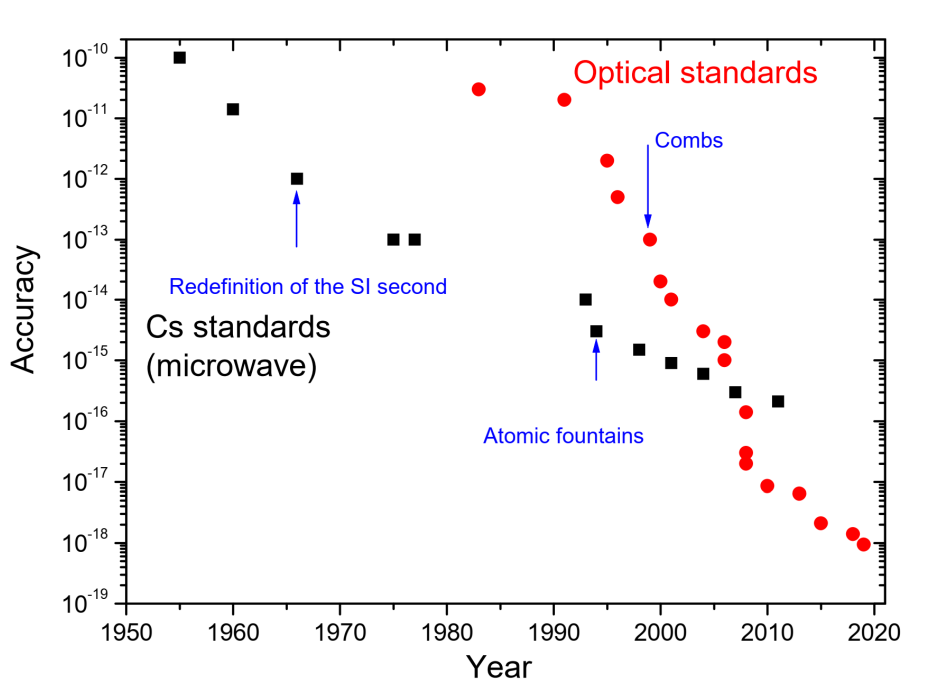 10⁻¹⁰
10⁻¹¹
10⁻¹²
10⁻¹³
10⁻¹⁴
10⁻¹⁵
10⁻¹⁶
10⁻¹⁷
10⁻¹⁸
10⁻¹⁹
Accuracy
Optical standards
Combs
Redefinition of the SI second
Cs standards
(microwave)
Atomic fountains
1950 1960 1970 1980 1990 2000 2010 2020
Year